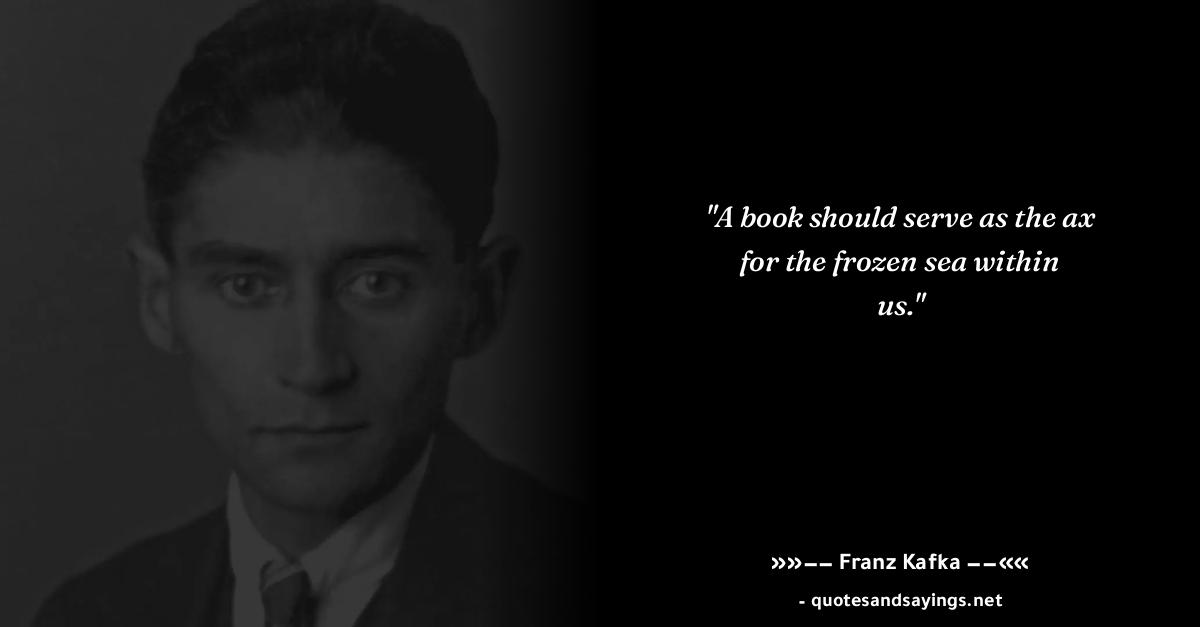 "A book should serve as the ax
for the frozen sea within
us."
»»−− Franz Kafka −−««
- quotesandsayings.net